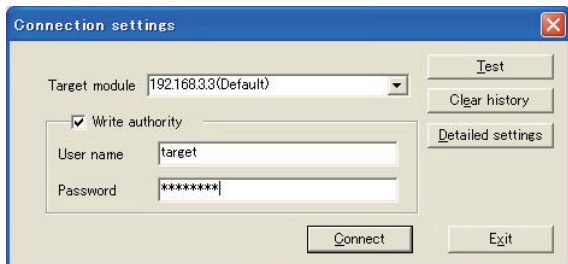 Connection settings
Test
Target module 192.168.3.3(Default)
Clear history
Write authority
Detailed settings
User name target
Password ********
Connect Exit